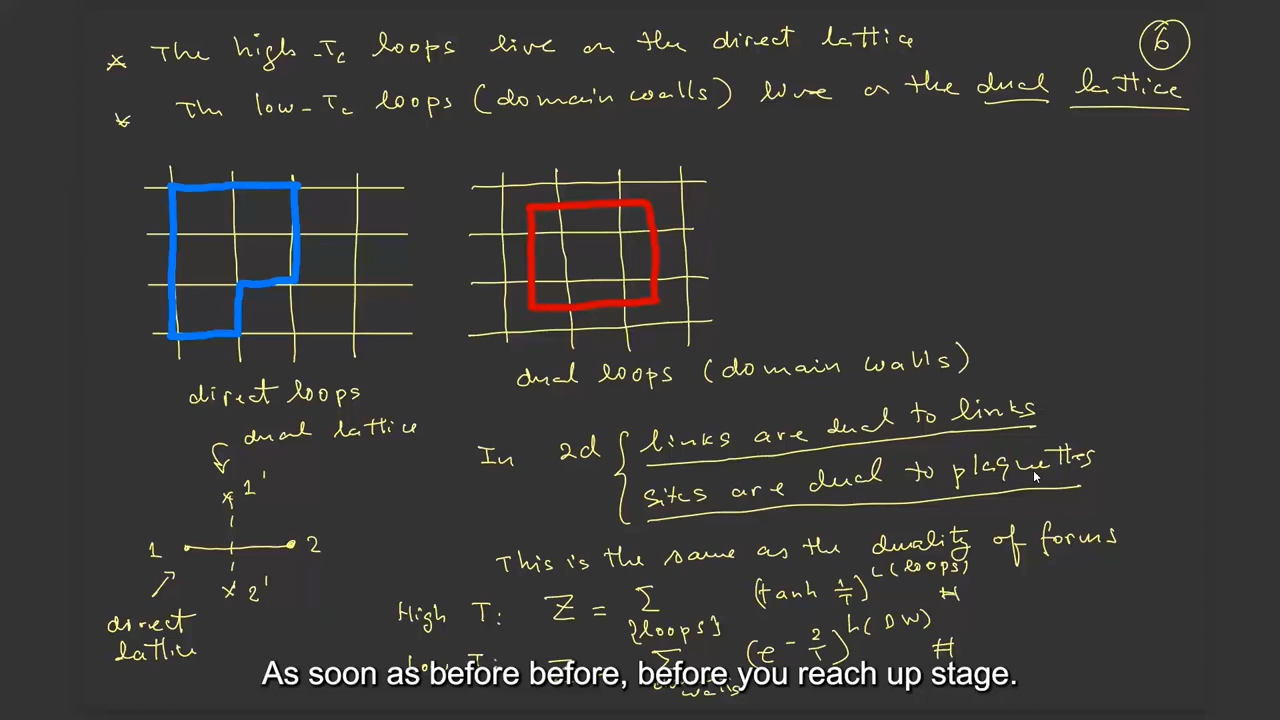 * The high-Tc loops live on the direct lattice
6
* The low-Tc loops (domain walls) live on the dual lattice
direct loops
dual loops (domain walls)
dual lattice
1'
1
2
2'
direct
lattice
In 2d { links are dual to links
sites are dual to plaquettes
This is the same as the duality of forms
High T: Z = Σ (tanh 1/T)^L(loops) #
{loops}
T: Σ (e^-2/T)^L(DW) #
walls
As soon as before before, before you reach up stage.